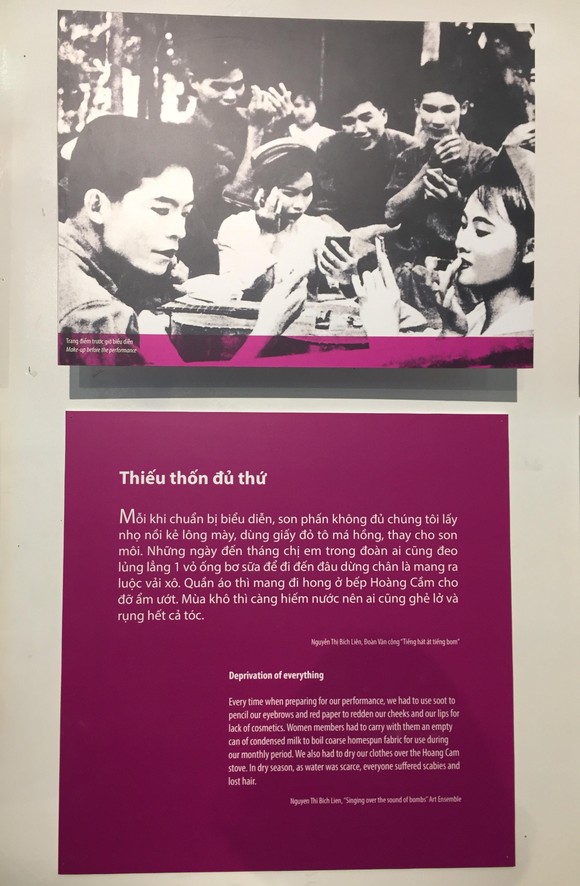 Trang điểm trước giờ biểu diễn
Make-up before the performance
Thiếu thốn đủ thứ
Mỗi khi chuẩn bị biểu diễn, son phấn không đủ chúng tôi lấy
nhọ nồi kẻ lông mày, dùng giấy đỏ tô má hồng, thay cho son
môi. Những ngày đến tháng chị em trong đoàn ai cũng đeo
lủng lẳng 1 vỏ ống bơ sữa để đi đến đâu dừng chân là mang ra
luộc vải xô. Quần áo thì mang đi hong ở bếp Hoàng Cầm cho
đỡ ẩm ướt. Mùa khô thì càng hiếm nước nên ai cũng ghẻ lở và
rụng hết cả tóc.
Nguyễn Thị Bích Liên, Đoàn Văn công "Tiếng hát át tiếng bom"
Deprivation of everything
Every time when preparing for our performance, we had to use soot to
pencil our eyebrows and red paper to redden our cheeks and our lips for
lack of cosmetics. Women members had to carry with them an empty
can of condensed milk to boil coarse homespun fabric for use during
our monthly period. We also had to dry our clothes over the Hoang Cam
stove. In dry season, as water was scarce, everyone suffered scabies and
lost hair.
Nguyen Thi Bich Lien, "Singing over the sound of bombs" Art Ensemble